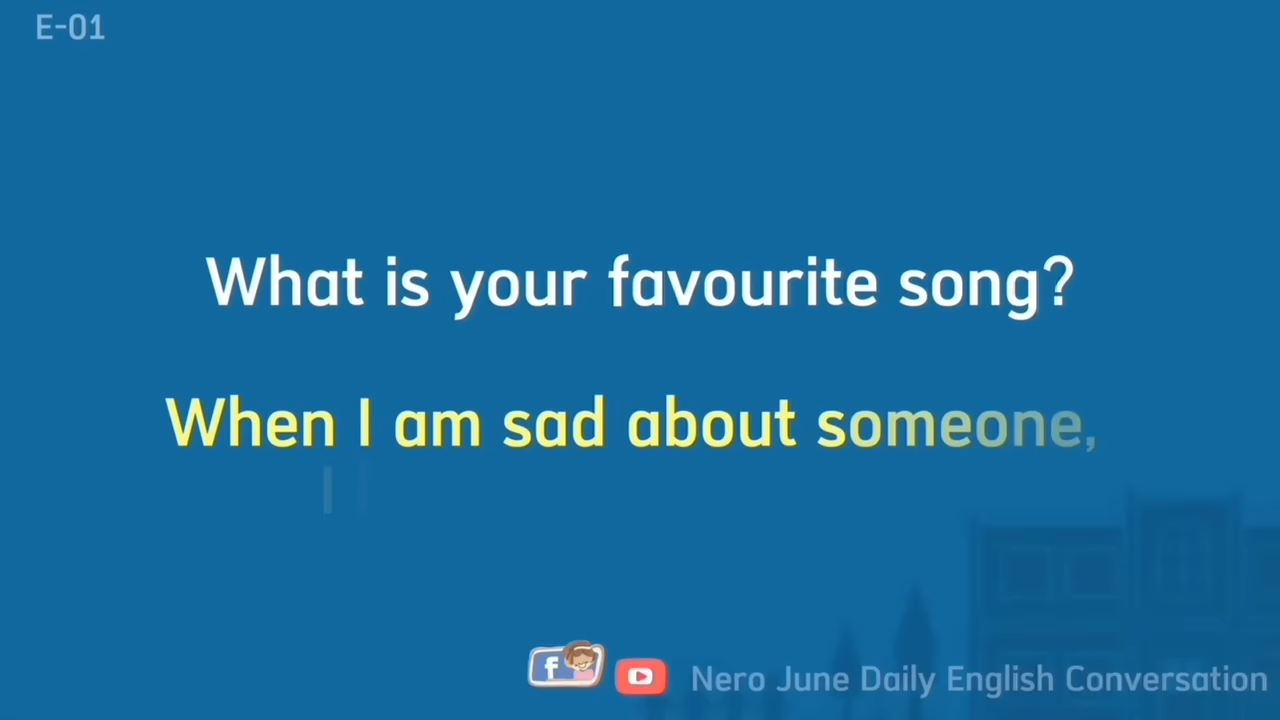 E-01
What is your favourite song?
When I am sad about someone,
I
Nero June Daily English Conversation